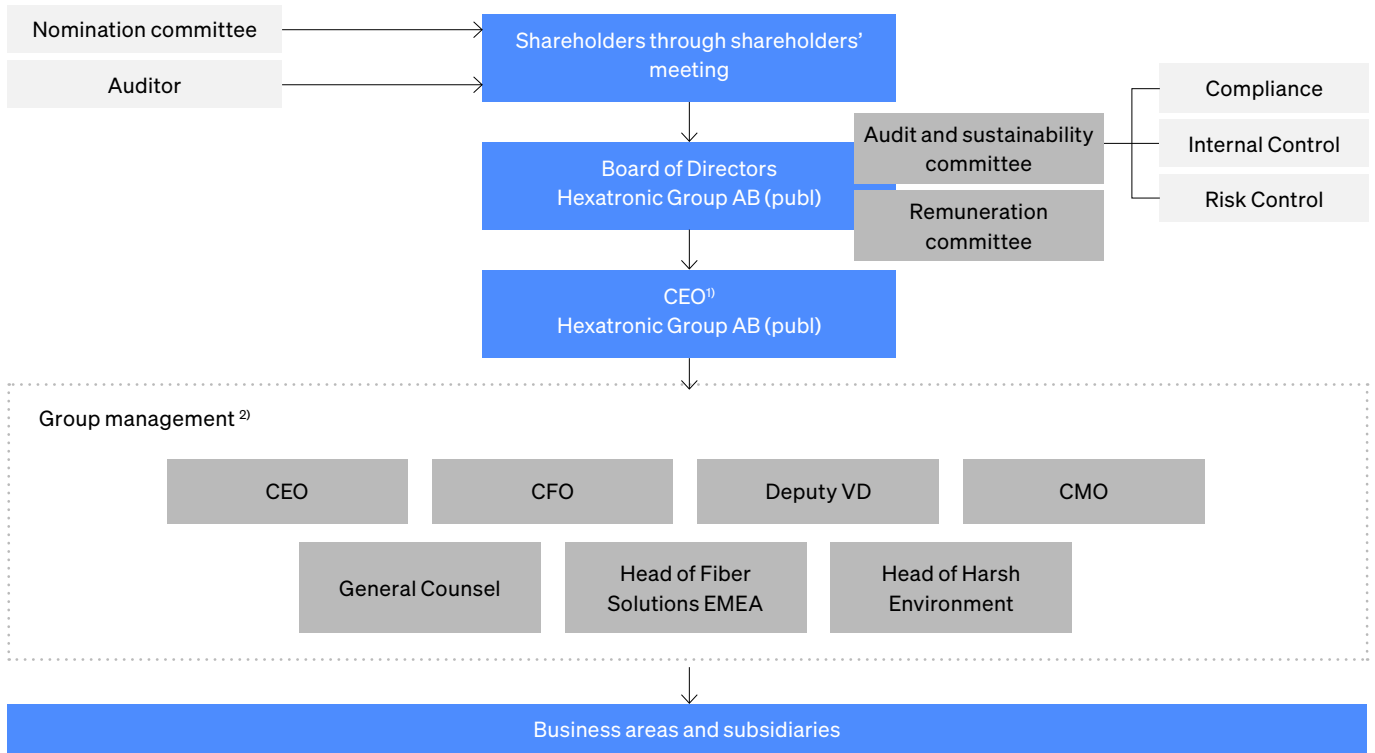 Nomination committee
Auditor
Shareholders through shareholders’
meeting
Compliance
Internal Control
Risk Control
Audit and sustainability
committee
Remuneration
committee
Board of Directors
Hexatronic Group AB (publ)
CEO¹⁾
Hexatronic Group AB (publ)
Group management ²⁾
CEO
CFO
Deputy VD
CMO
General Counsel
Head of Fiber
Solutions EMEA
Head of Harsh
Environment
Business areas and subsidiaries